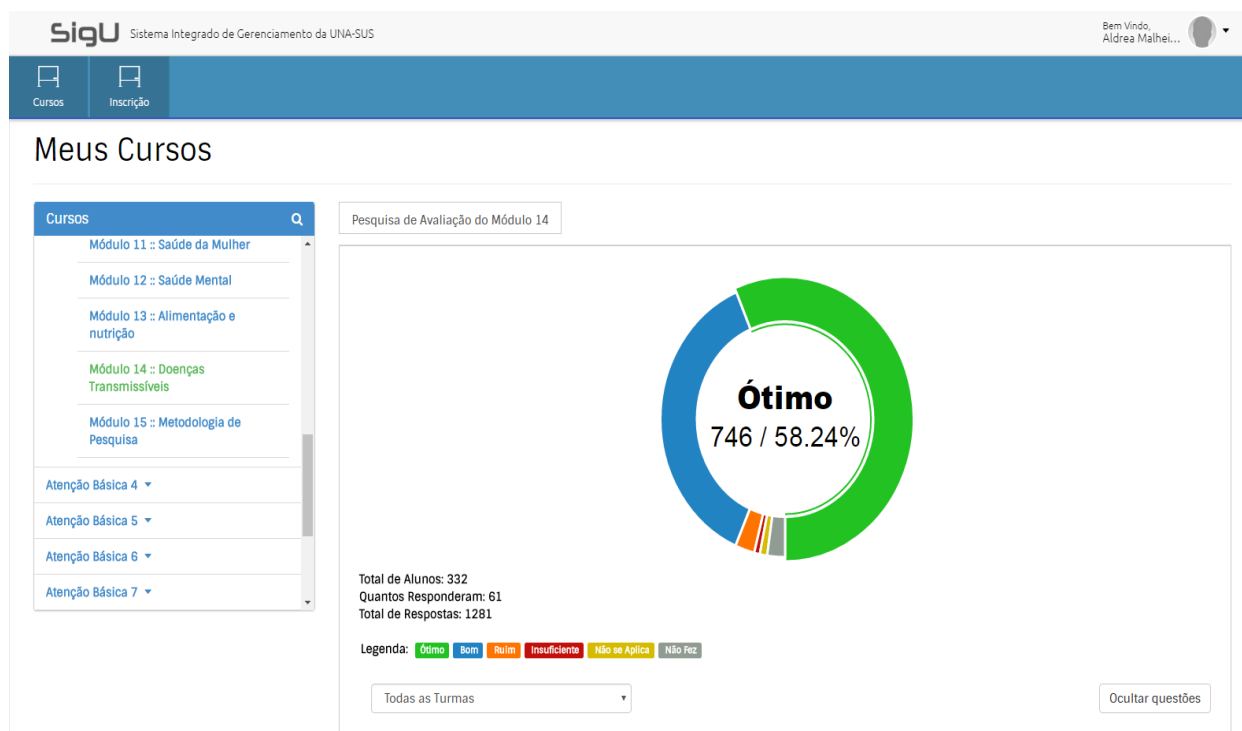 SigU Sistema Integrado de Gerenciamento da UNA-SUS
Bem Vindo,
Aldrea Malhei...
Cursos
Inscrição
Meus Cursos
Cursos
Módulo 11 :: Saúde da Mulher
Módulo 12 :: Saúde Mental
Módulo 13 :: Alimentação e
nutrição
Módulo 14 :: Doenças
Transmissíveis
Módulo 15 :: Metodologia de
Pesquisa
Atenção Básica 4
Atenção Básica 5
Atenção Básica 6
Atenção Básica 7
Pesquisa de Avaliação do Módulo 14
Ótimo
746 / 58.24%
Total de Alunos: 332
Quantos Responderam: 61
Total de Respostas: 1281
Legenda: Ótimo Bom Ruim Insuficiente Não se Aplica Não Fez
Todas as Turmas
Ocultar questões